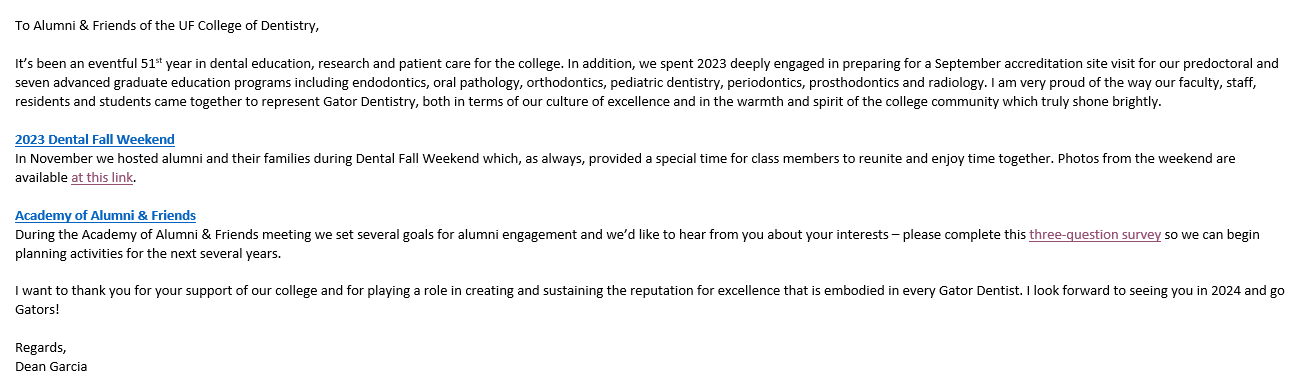 To Alumni & Friends of the UF College of Dentistry,
It's been an eventful 51st year in dental education, research and patient care for the college. In addition, we spent 2023 deeply engaged in preparing for a September accreditation site visit for our predoctoral and
seven advanced graduate education programs including endodontics, oral pathology, orthodontics, pediatric dentistry, periodontics, prosthodontics and radiology. I am very proud of the way our faculty, staff,
residents and students came together to represent Gator Dentistry, both in terms of our culture of excellence and in the warmth and spirit of the college community which truly shone brightly.
2023 Dental Fall Weekend
In November we hosted alumni and their families during Dental Fall Weekend which, as always, provided a special time for class members to reunite and enjoy time together. Photos from the weekend are
available at this link.
Academy of Alumni & Friends
During the Academy of Alumni & Friends meeting we set several goals for alumni engagement and we'd like to hear from you about your interests – please complete this three-question survey so we can begin
planning activities for the next several years.
I want to thank you for your support of our college and for playing a role in creating and sustaining the reputation for excellence that is embodied in every Gator Dentist. I look forward to seeing you in 2024 and go
Gators!
Regards,
Dean Garcia